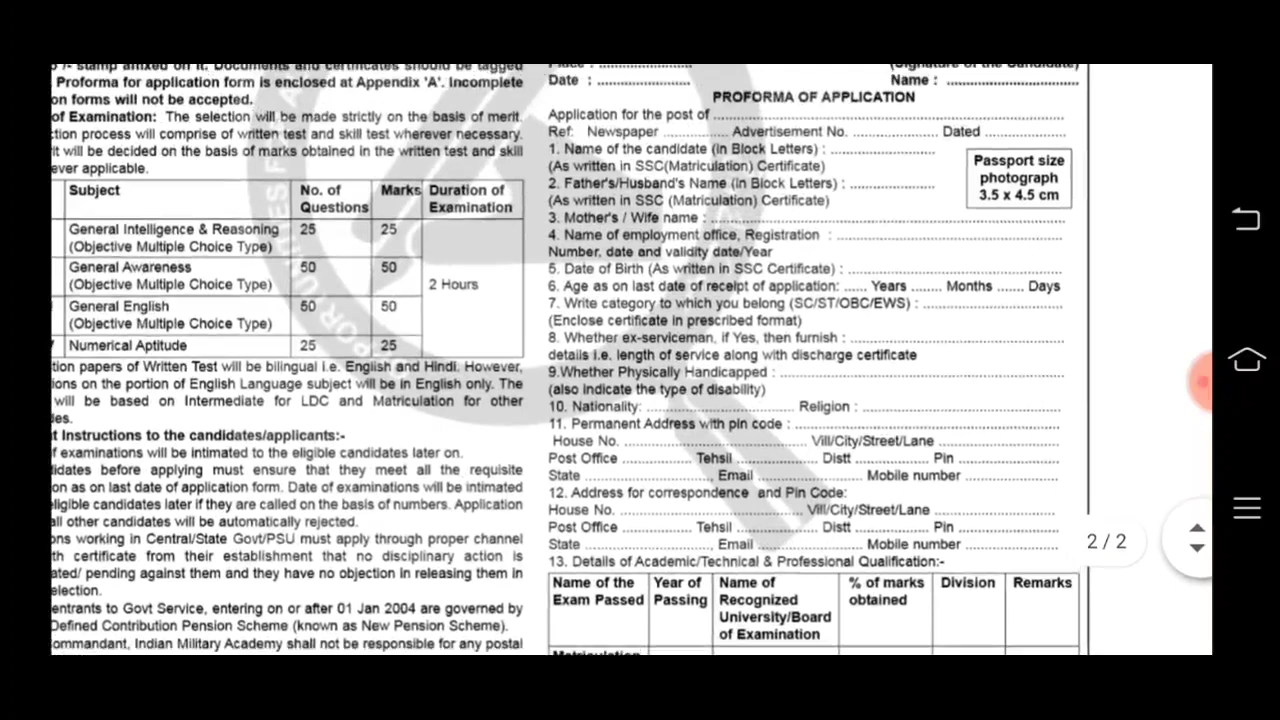 /- stamp affixed on it. Documents and certificates should be tagged
Proforma for application form is enclosed at Appendix 'A'. Incomplete
on forms will not be accepted.
of Examination: The selection will be made strictly on the basis of merit.
tion process will comprise of written test and skill test wherever necessary.
it will be decided on the basis of marks obtained in the written test and skill
ever applicable.
Subject No. of Questions Marks Duration of Examination
General Intelligence & Reasoning (Objective Multiple Choice Type) 25 25
General Awareness (Objective Multiple Choice Type) 50 50
2 Hours
General English (Objective Multiple Choice Type) 50 50
Numerical Aptitude 25 25
tion papers of Written Test will be bilingual i.e. English and Hindi. However,
ions on the portion of English Language subject will be in English only. The
will be based on Intermediate for LDC and Matriculation for other
des.
t Instructions to the candidates/applicants:-
f examinations will be intimated to the eligible candidates later on.
idates before applying must ensure that they meet all the requisite
on as on last date of application form. Date of examinations will be intimated
eligible candidates later if they are called on the basis of numbers. Application
all other candidates will be automatically rejected.
ons working in Central/State Govt/PSU must apply through proper channel
th certificate from their establishment that no disciplinary action is
ated/ pending against them and they have no objection in releasing them in
election.
entrants to Govt Service, entering on or after 01 Jan 2004 are governed by
Defined Contribution Pension Scheme (known as New Pension Scheme).
ommandant, Indian Military Academy shall not be responsible for any postal
Place : .............. (Signature of the Candidate)
Date : .............. Name : ..............
PROFORMA OF APPLICATION
Application for the post of ..............
Ref: Newspaper .............. Advertisement No. .............. Dated ..............
1. Name of the candidate (in Block Letters) : ..............
(As written in SSC(Matriculation) Certificate)
2. Father's/Husband's Name (in Block Letters) : ..............
(As written in SSC (Matriculation) Certificate)
Passport size
photograph
3.5 x 4.5 cm
3. Mother's / Wife name : ..............
4. Name of employment office, Registration : ..............
Number, date and validity date/Year
5. Date of Birth (As written in SSC Certificate) : ..............
6. Age as on last date of receipt of application: ...... Years ....... Months ...... Days
7. Write category to which you belong (SC/ST/OBC/EWS) : ..............
(Enclose certificate in prescribed format)
8. Whether ex-serviceman, if Yes, then furnish : ..............
details i.e. length of service along with discharge certificate
9.Whether Physically Handicapped : ..............
(also indicate the type of disability)
10. Nationality: .............. Religion : ..............
11. Permanent Address with pin code : ..............
House No. .............. Vill/City/Street/Lane ..............
Post Office .............. Tehsil .............. Distt .............. Pin ..............
State .............. Email .............. Mobile number ..............
12. Address for correspondence and Pin Code:
House No. .............. Vill/City/Street/Lane ..............
Post Office .............. Tehsil .............. Distt .............. Pin ..............
State .............. Email .............. Mobile number ..............
13. Details of Academic/Technical & Professional Qualification:-
Name of the Exam Passed Year of Passing Name of Recognized University/Board of Examination % of marks obtained Division Remarks
Matriculation
2 / 2